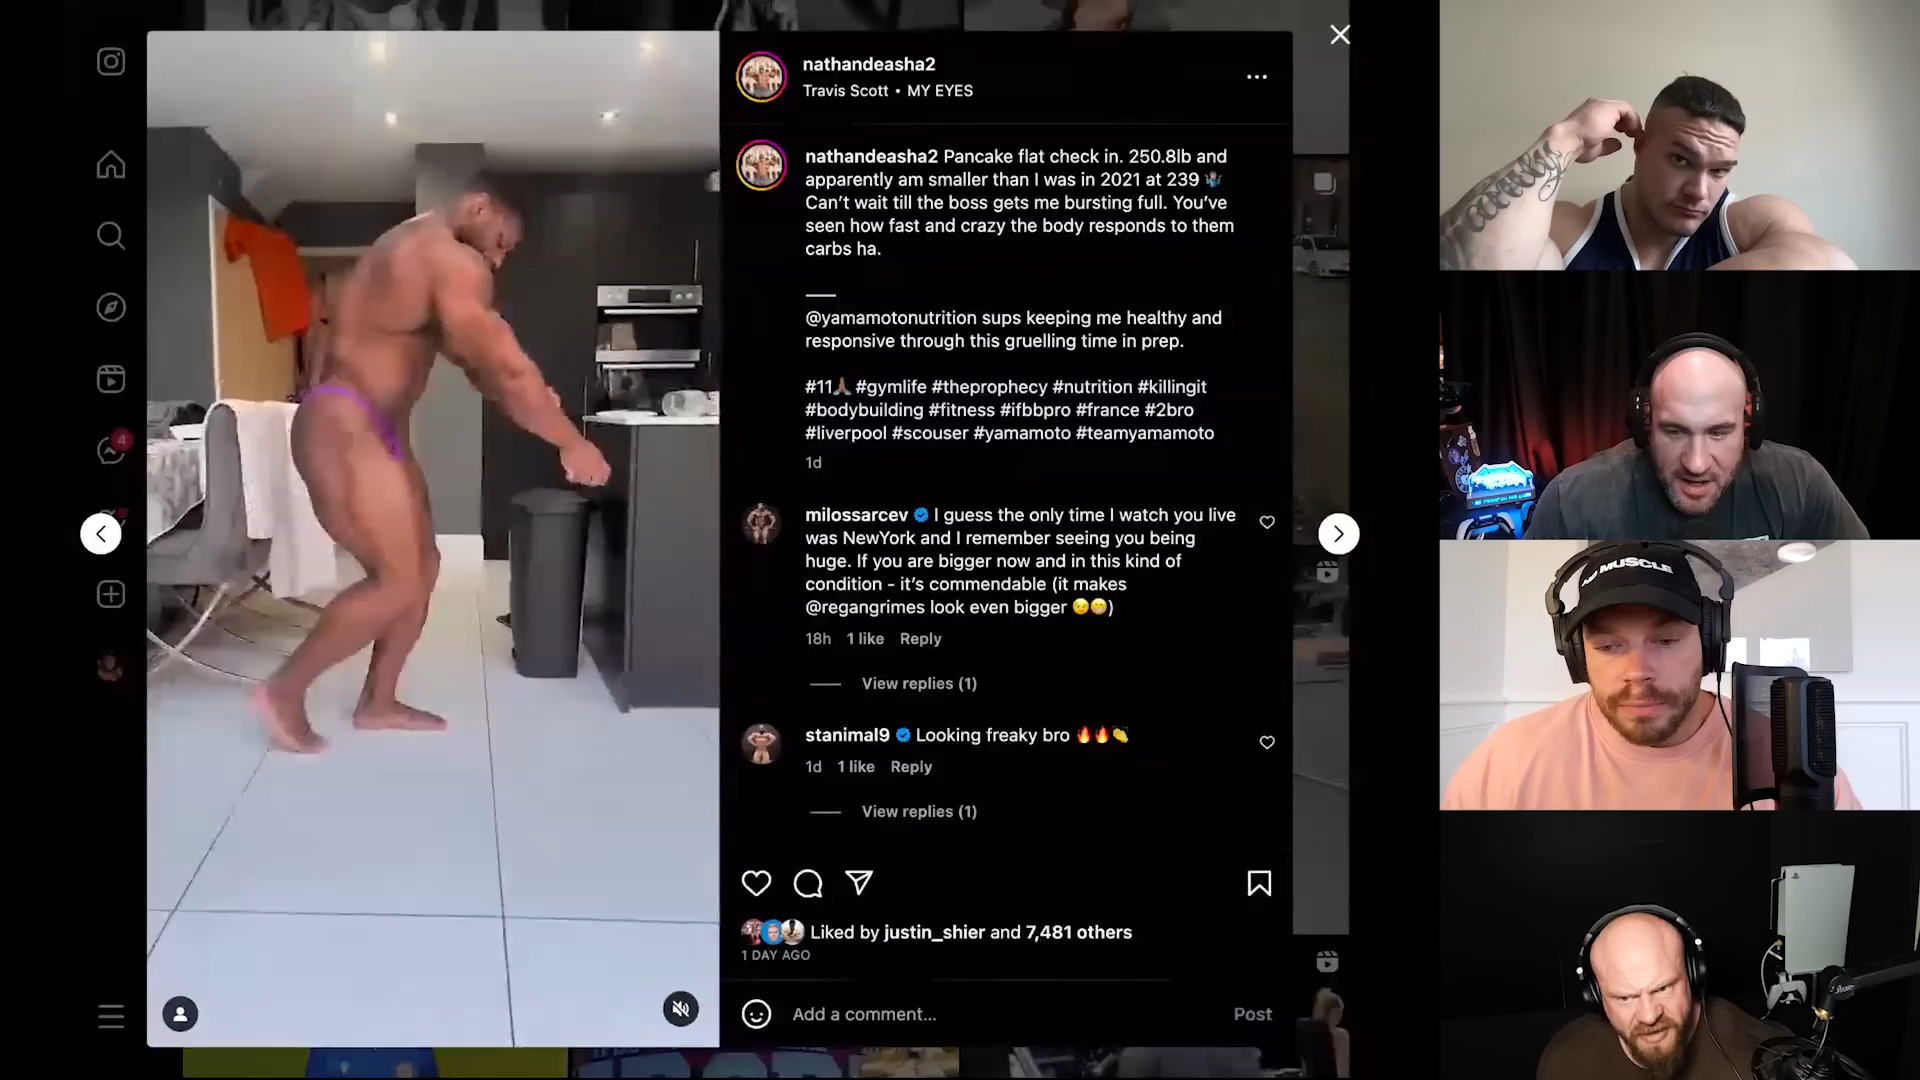 nathandeasha2
Travis Scott • MY EYES
nathandeasha2 Pancake flat check in. 250.8lb and
apparently am smaller than I was in 2021 at 239 🤷🏽‍♂️
Can’t wait till the boss gets me bursting full. You’ve
seen how fast and crazy the body responds to them
carbs ha.
@yamamotonutrition sups keeping me healthy and
responsive through this gruelling time in prep.
#11🙏🏽 #gymlife #theprophecy #nutrition #killingit
#bodybuilding #fitness #ifbbpro #france #2bro
#liverpool #scouser #yamamoto #teamyamamoto
1d
milossarcev I guess the only time I watch you live
was NewYork and I remember seeing you being
huge. If you are bigger now and in this kind of
condition - it’s commendable (it makes
@regangrimes look even bigger 😉😁)
18h 1 like Reply
View replies (1)
stanimal9 Looking freaky bro 🔥🔥👏
1d 1 like Reply
View replies (1)
Liked by justin_shier and 7,481 others
1 DAY AGO
Add a comment... Post
4
MUSCLE